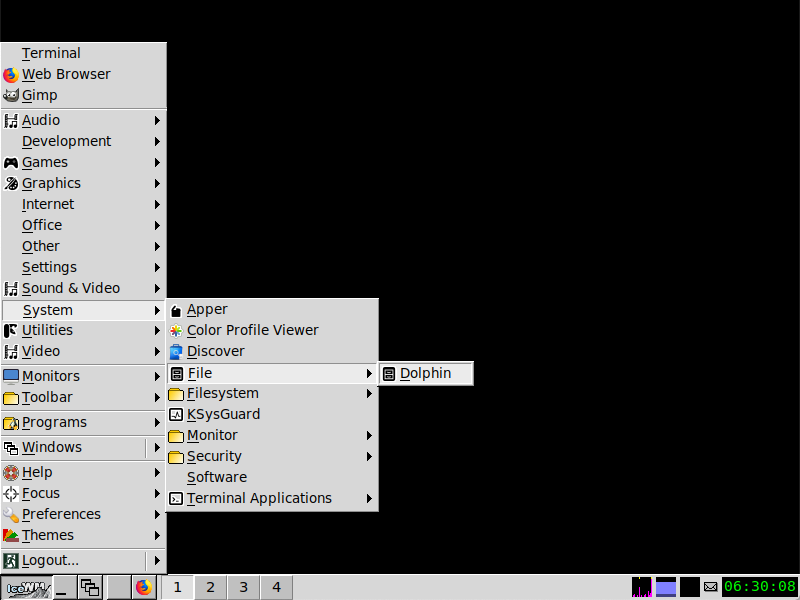 Terminal
Web Browser
Gimp
Audio
Development
Games
Graphics
Internet
Office
Other
Settings
Sound & Video
System
Utilities
Video
Monitors
Toolbar
Programs
Windows
Help
Focus
Preferences
Themes
Logout...
Apper
Color Profile Viewer
Discover
File
Filesystem
KSysGuard
Monitor
Security
Software
Terminal Applications
Dolphin
IceWM 1 2 3 4 06:30:08